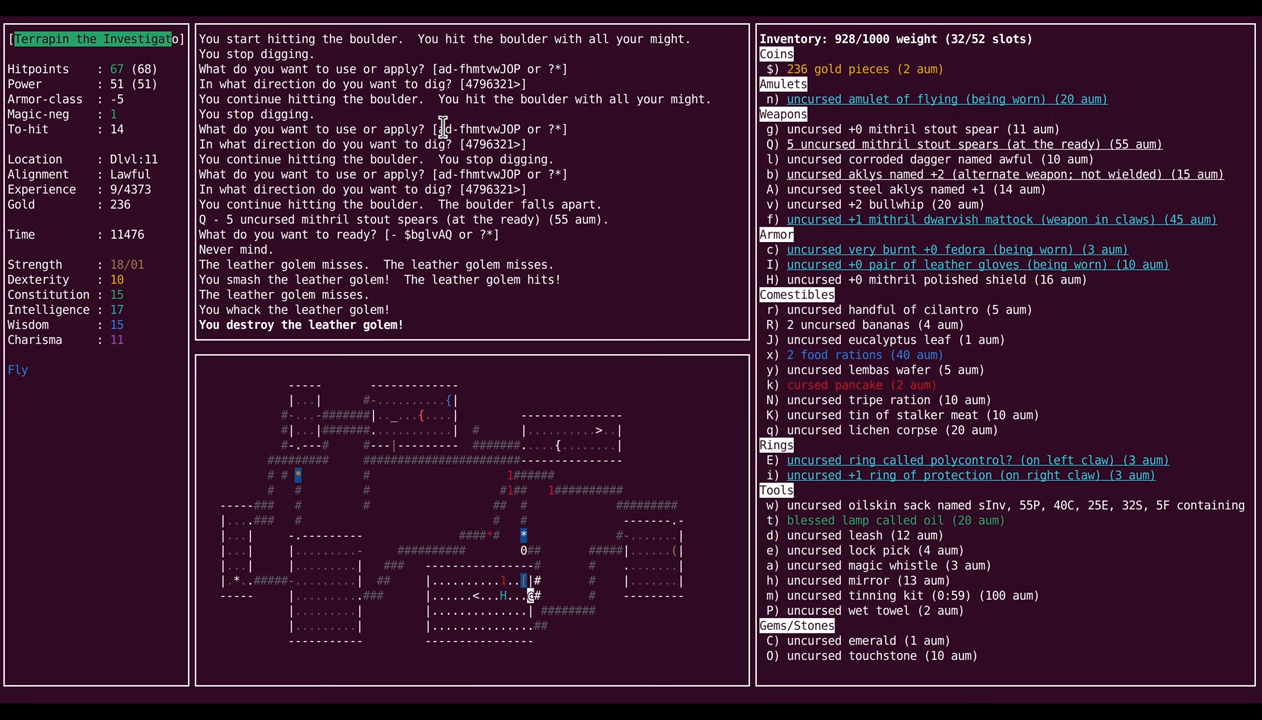 [Terrapin the Investigato]
Hitpoints : 67 (68)
Power : 51 (51)
Armor-class : -5
Magic-neg : 1
To-hit : 14
Location : Dlvl:11
Alignment : Lawful
Experience : 9/4373
Gold : 236
Time : 11476
Strength : 18/01
Dexterity : 10
Constitution : 15
Intelligence : 17
Wisdom : 15
Charisma : 11
Fly
You start hitting the boulder.  You hit the boulder with all your might.
You stop digging.
What do you want to use or apply? [ad-fhmtvwJOP or ?*]
In what direction do you want to dig? [4796321>]
You continue hitting the boulder.  You hit the boulder with all your might.
You stop digging.
What do you want to use or apply? [ad-fhmtvwJOP or ?*]
In what direction do you want to dig? [4796321>]
You continue hitting the boulder.  You stop digging.
What do you want to use or apply? [ad-fhmtvwJOP or ?*]
In what direction do you want to dig? [4796321>]
You continue hitting the boulder.  The boulder falls apart.
Q - 5 uncursed mithril stout spears (at the ready) (55 aum).
What do you want to ready? [- $bglvAQ or ?*]
Never mind.
The leather golem misses.  The leather golem misses.
You smash the leather golem!  The leather golem hits!
The leather golem misses.
You whack the leather golem!
You destroy the leather golem!
Inventory: 928/1000 weight (32/52 slots)
Coins
$) 236 gold pieces (2 aum)
Amulets
n) uncursed amulet of flying (being worn) (20 aum)
Weapons
g) uncursed +0 mithril stout spear (11 aum)
Q) 5 uncursed mithril stout spears (at the ready) (55 aum)
l) uncursed corroded dagger named awful (10 aum)
b) uncursed aklys named +2 (alternate weapon; not wielded) (15 aum)
A) uncursed steel aklys named +1 (14 aum)
v) uncursed +2 bullwhip (20 aum)
f) uncursed +1 mithril dwarvish mattock (weapon in claws) (45 aum)
Armor
c) uncursed very burnt +0 fedora (being worn) (3 aum)
I) uncursed +0 pair of leather gloves (being worn) (10 aum)
H) uncursed +0 mithril polished shield (16 aum)
Comestibles
r) uncursed handful of cilantro (5 aum)
R) 2 uncursed bananas (4 aum)
J) uncursed eucalyptus leaf (1 aum)
x) 2 food rations (40 aum)
y) uncursed lembas wafer (5 aum)
k) cursed pancake (2 aum)
N) uncursed tripe ration (10 aum)
K) uncursed tin of stalker meat (10 aum)
q) uncursed lichen corpse (20 aum)
Rings
E) uncursed ring called polycontrol? (on left claw) (3 aum)
i) uncursed +1 ring of protection (on right claw) (3 aum)
Tools
w) uncursed oilskin sack named sInv, 55P, 40C, 25E, 32S, 5F containing
t) blessed lamp called oil (20 aum)
d) uncursed leash (12 aum)
e) uncursed lock pick (4 aum)
a) uncursed magic whistle (3 aum)
h) uncursed mirror (13 aum)
m) uncursed tinning kit (0:59) (100 aum)
P) uncursed wet towel (2 aum)
Gems/Stones
C) uncursed emerald (1 aum)
O) uncursed touchstone (10 aum)